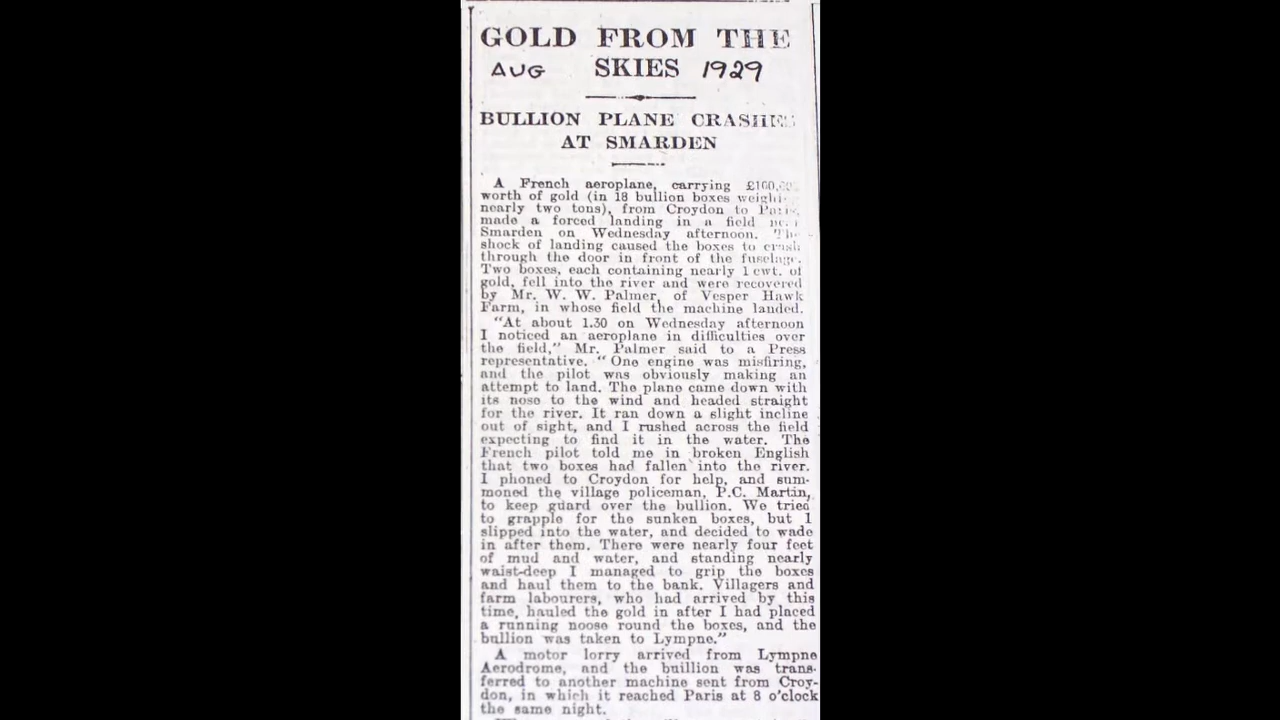 GOLD FROM THE
AUG SKIES 1929
BULLION PLANE CRASHES
AT SMARDEN
A French aeroplane, carrying
worth of gold (in 18 bullion boxes
nearly two tons), from Croydon to Paris,
made a forced landing in a field
Smarden on Wednesday afternoon. The
shock of landing caused the boxes to crash
through the door in front of the fuselage.
Two boxes, each containing nearly 1 cwt. of
gold, fell into the river and were recovered
by Mr. W. W. Palmer, of Vesper Hawk
Farm, in whose field the machine landed.
"At about 1.30 on Wednesday afternoon
I noticed an aeroplane in difficulties over
the field," Mr. Palmer said to a Press
representative. "One engine was misfiring,
and the pilot was obviously making an
attempt to land. The plane came down with
its nose to the wind and headed straight
for the river. It ran down a slight incline
out of sight, and I rushed across the field
expecting to find it in the water. The
French pilot told me in broken English
that two boxes had fallen into the river.
I phoned to Croydon for help, and sum-
moned the village policeman, P.C. Martin,
to keep guard over the bullion. We tried
to grapple for the sunken boxes, but I
slipped into the water, and decided to wade
in after them. There were nearly four feet
of mud and water, and standing nearly
waist-deep I managed to grip the boxes
and haul them to the bank. Villagers and
farm labourers, who had arrived by this
time, hauled the gold in after I had placed
a running noose round the boxes, and the
bullion was taken to Lympne."
A motor lorry arrived from Lympne
Aerodrome, and the buillion was trans-
ferred to another machine sent from Croy-
don, in which it reached Paris at 8 o'clock
the same night.